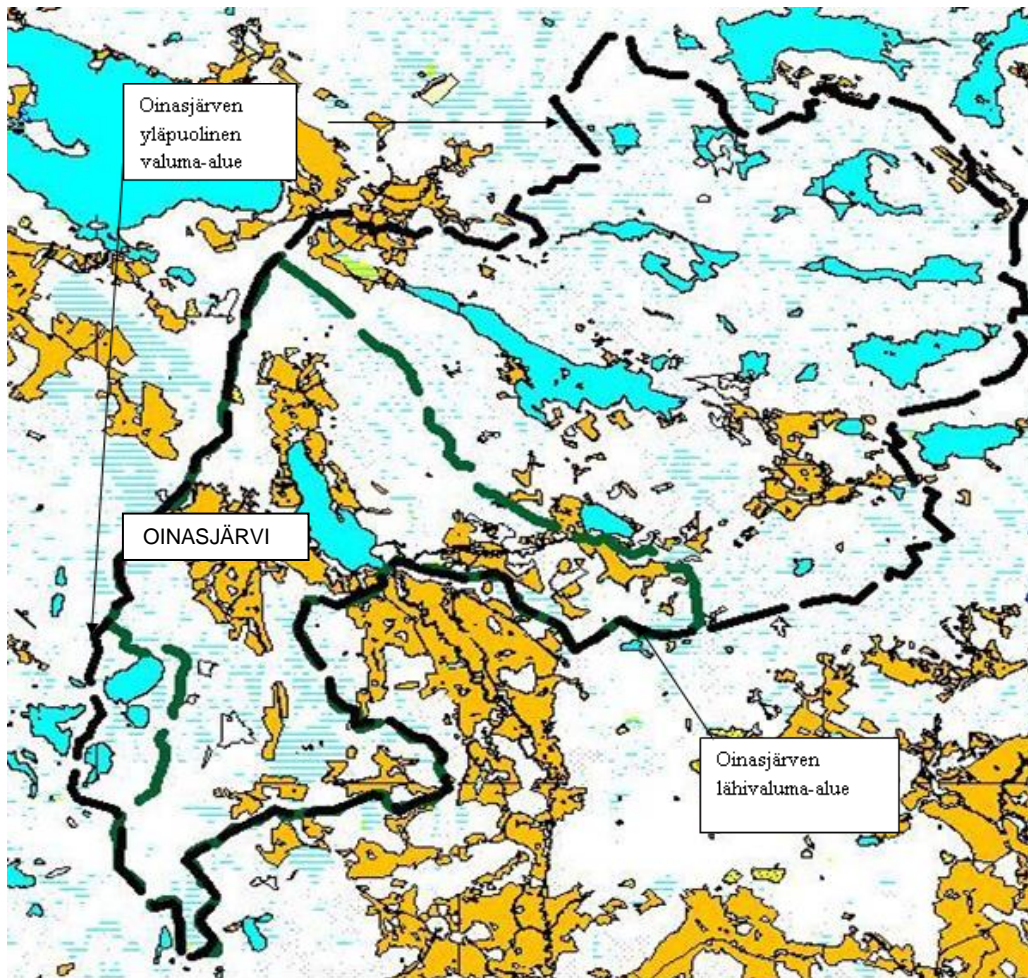 Oinasjärven
yläpuolinen
valuma-alue
OINASJÄRVI
Oinasjärven
lähivaluma-alue